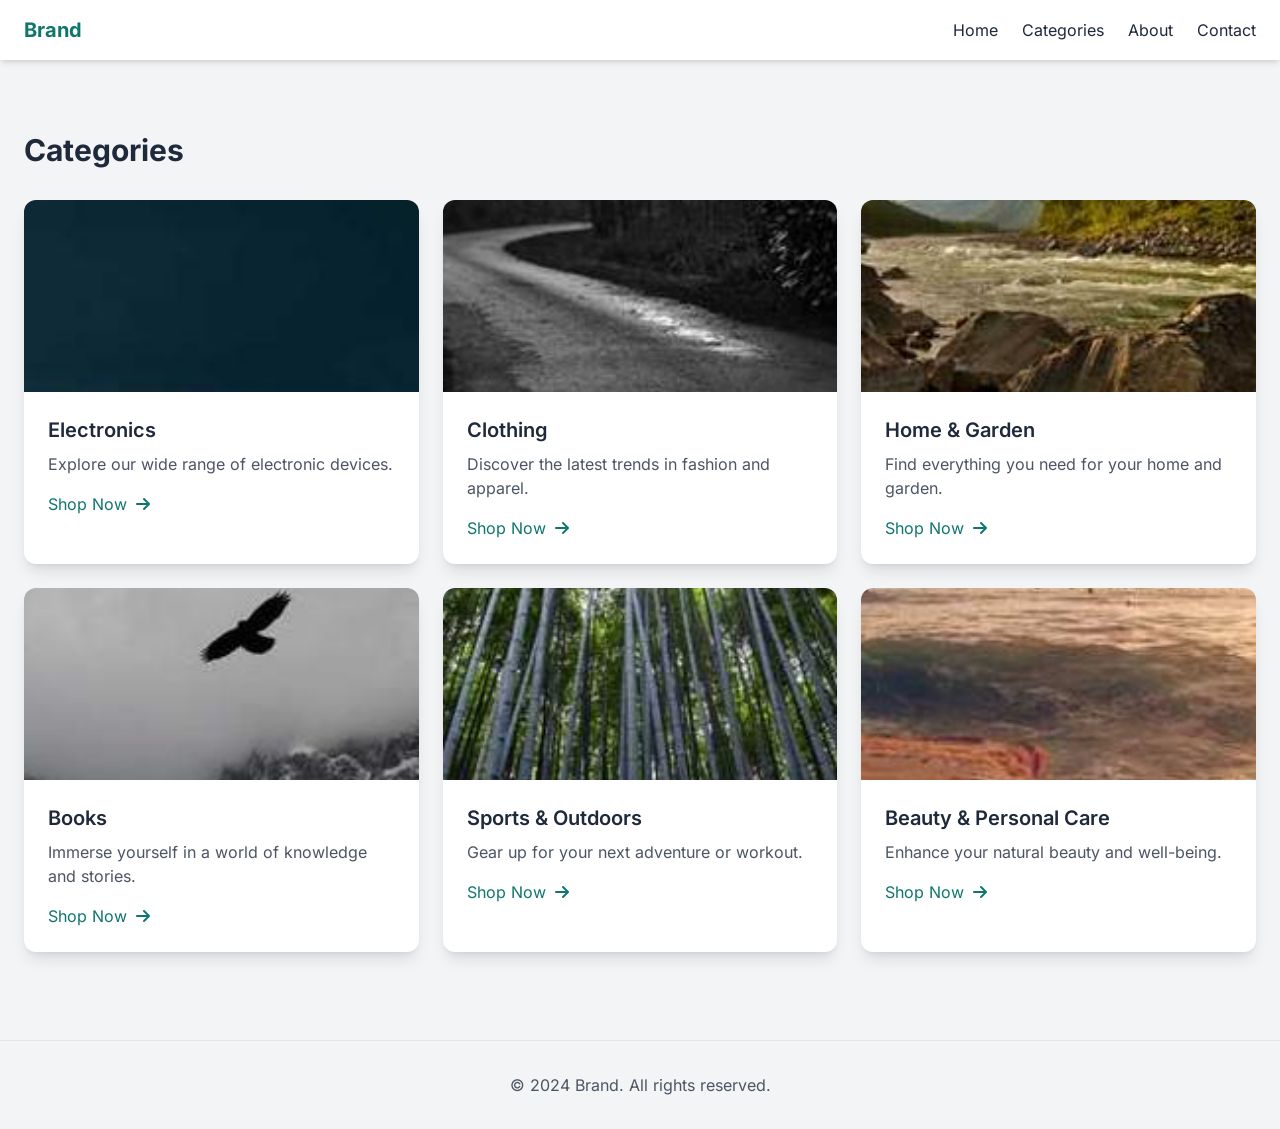 Brand
Home Categories About Contact
Categories
Electronics
Explore our wide range of electronic devices.
Shop Now
Clothing
Discover the latest trends in fashion and
apparel.
Shop Now
Home & Garden
Find everything you need for your home and
garden.
Shop Now
Books
Immerse yourself in a world of knowledge
and stories.
Shop Now
Sports & Outdoors
Gear up for your next adventure or workout.
Shop Now
Beauty & Personal Care
Enhance your natural beauty and well-being.
Shop Now
© 2024 Brand. All rights reserved.